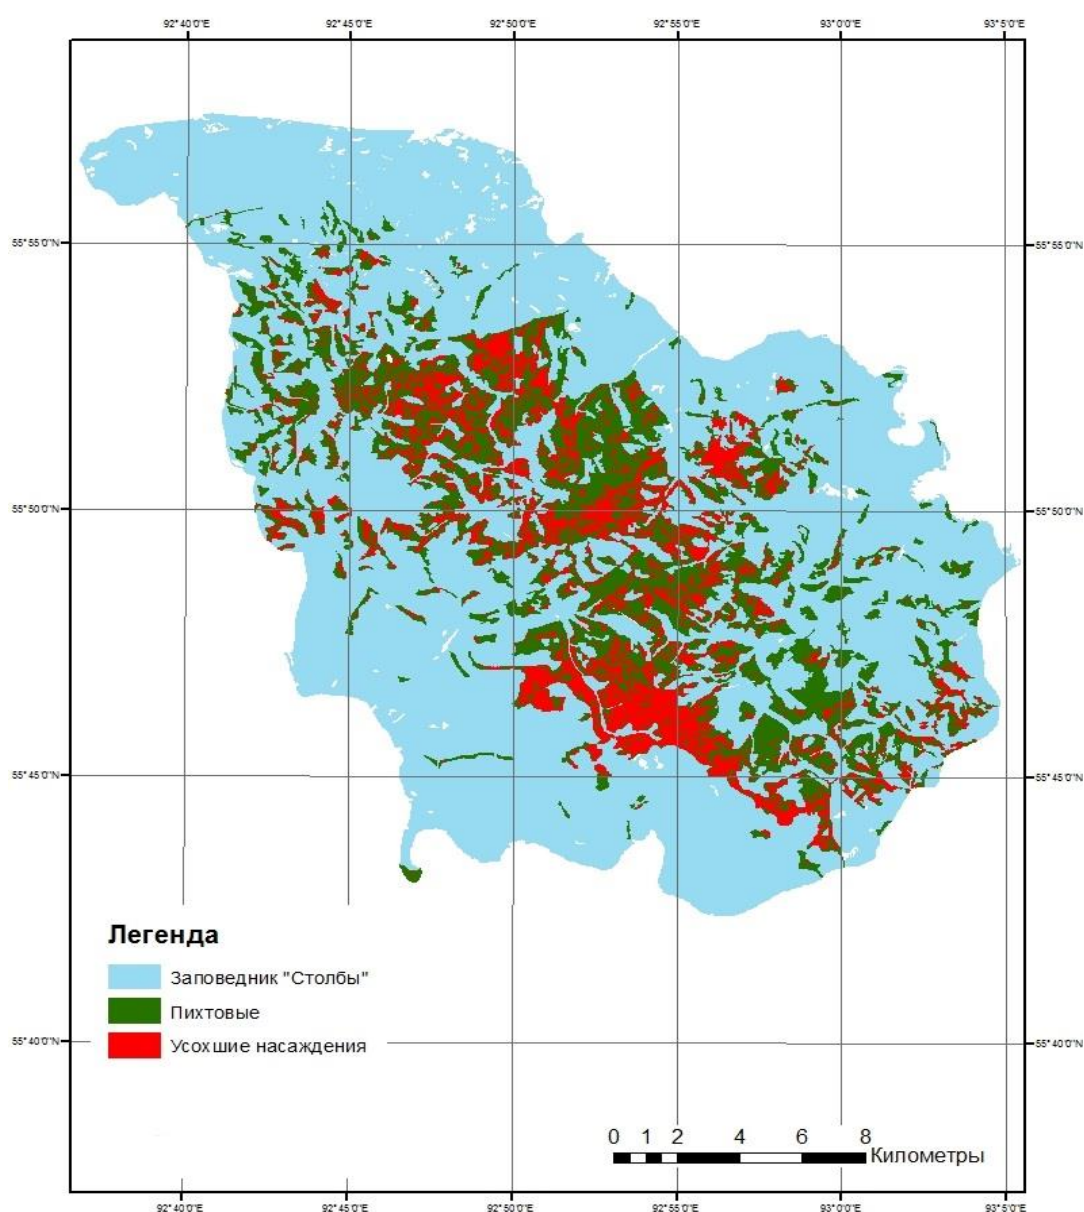 92°40'0"E 92°45'0"E 92°50'0"E 92°55'0"E 93°0'0"E 93°5'0"E
55°55'0"N 55°55'0"N
55°50'0"N 55°50'0"N
55°45'0"N 55°45'0"N
Легенда
Заповедник "Столбы"
Пихтовые
Усохшие насаждения
55°40'0"N 55°40'0"N
0 1 2 4 6 8
Километры
92°40'0"E 92°45'0"E 92°50'0"E 92°55'0"E 93°0'0"E 93°5'0"E